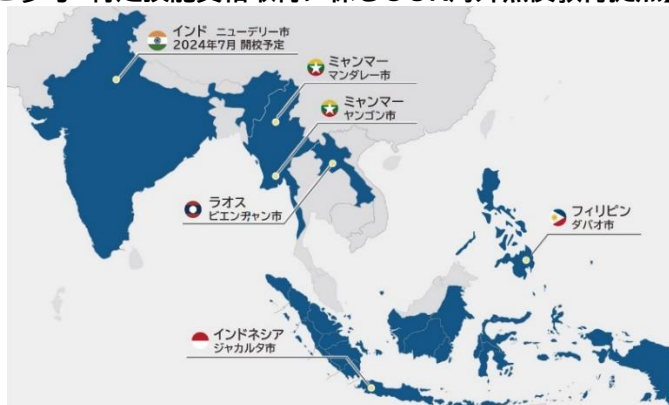 インド ニューデリー市
2024年7月 開校予定
ミャンマー
マンダレー市
ミャンマー
ヤンゴン市
ラオス
ビエンチャン市
フィリピン
ダバオ市
インドネシア
ジャカルタ市